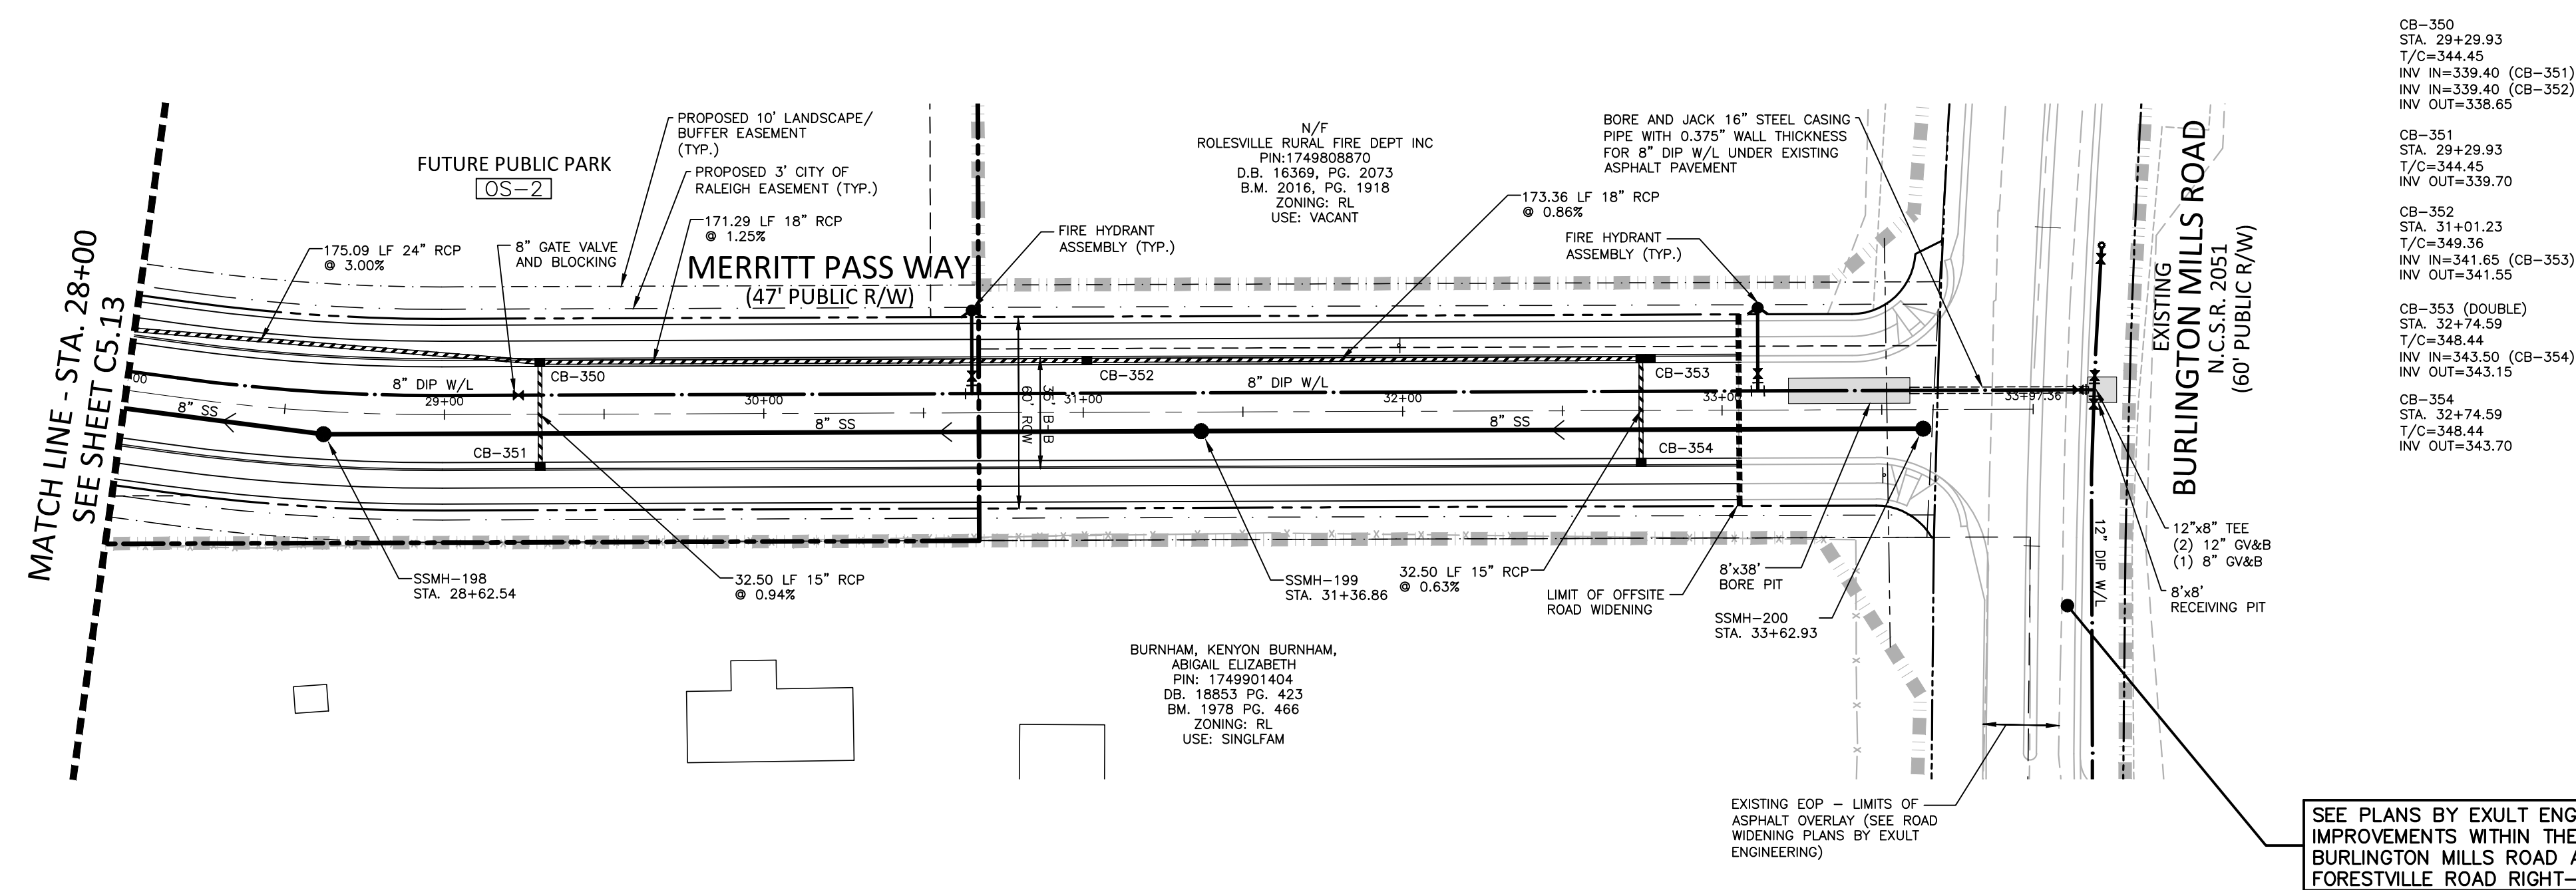 MATCH LINE - STA. 28+00
SEE SHEET C5.13
FUTURE PUBLIC PARK
OS-2
PROPOSED 10' LANDSCAPE/
BUFFER EASEMENT
(TYP.)
PROPOSED 3' CITY OF
RALEIGH EASEMENT (TYP.)
175.09 LF 24" RCP
@ 3.00%
8" GATE VALVE
AND BLOCKING
171.29 LF 18" RCP
@ 1.25%
MERRITT PASS WAY
(47' PUBLIC R/W)
FIRE HYDRANT
ASSEMBLY (TYP.)
N/F
ROLESVILLE RURAL FIRE DEPT INC
PIN:1749808870
D.B. 16369, PG. 2073
B.M. 2016, PG. 1918
ZONING: RL
USE: VACANT
173.36 LF 18" RCP
@ 0.86%
FIRE HYDRANT
ASSEMBLY (TYP.)
BORE AND JACK 16" STEEL CASING
PIPE WITH 0.375" WALL THICKNESS
FOR 8" DIP W/L UNDER EXISTING
ASPHALT PAVEMENT
EXISTING
BURLINGTON MILLS ROAD
N.C.S.R. 2051
(60' PUBLIC R/W)
00
8" DIP W/L
29+00
CB-350
30+00
31+00
CB-352
8" DIP W/L
32+00
CB-353
33+00
33+97.36
8" SS
8" SS
8" SS
CB-351
CB-354
60' ROW
35' B-B
12" DIP W/L
SSMH-198
STA. 28+62.54
32.50 LF 15" RCP
@ 0.94%
SSMH-199
STA. 31+36.86
32.50 LF 15" RCP
@ 0.63%
LIMIT OF OFFSITE
ROAD WIDENING
8'x38'
BORE PIT
SSMH-200
STA. 33+62.93
12"x8" TEE
(2) 12" GV&B
(1) 8" GV&B
8'x8'
RECEIVING PIT
BURNHAM, KENYON BURNHAM,
ABIGAIL ELIZABETH
PIN: 1749901404
DB. 18853 PG. 423
BM. 1978 PG. 466
ZONING: RL
USE: SINGLFAM
EXISTING EOP - LIMITS OF
ASPHALT OVERLAY (SEE ROAD
WIDENING PLANS BY EXULT
ENGINEERING)
SEE PLANS BY EXULT ENG
IMPROVEMENTS WITHIN THE
BURLINGTON MILLS ROAD A
FORESTVILLE ROAD RIGHT-
CB-350
STA. 29+29.93
T/C=344.45
INV IN=339.40 (CB-351)
INV IN=339.40 (CB-352)
INV OUT=338.65
CB-351
STA. 29+29.93
T/C=344.45
INV OUT=339.70
CB-352
STA. 31+01.23
T/C=349.36
INV IN=341.65 (CB-353)
INV OUT=341.55
CB-353 (DOUBLE)
STA. 32+74.59
T/C=348.44
INV IN=343.50 (CB-354)
INV OUT=343.15
CB-354
STA. 32+74.59
T/C=348.44
INV OUT=343.70